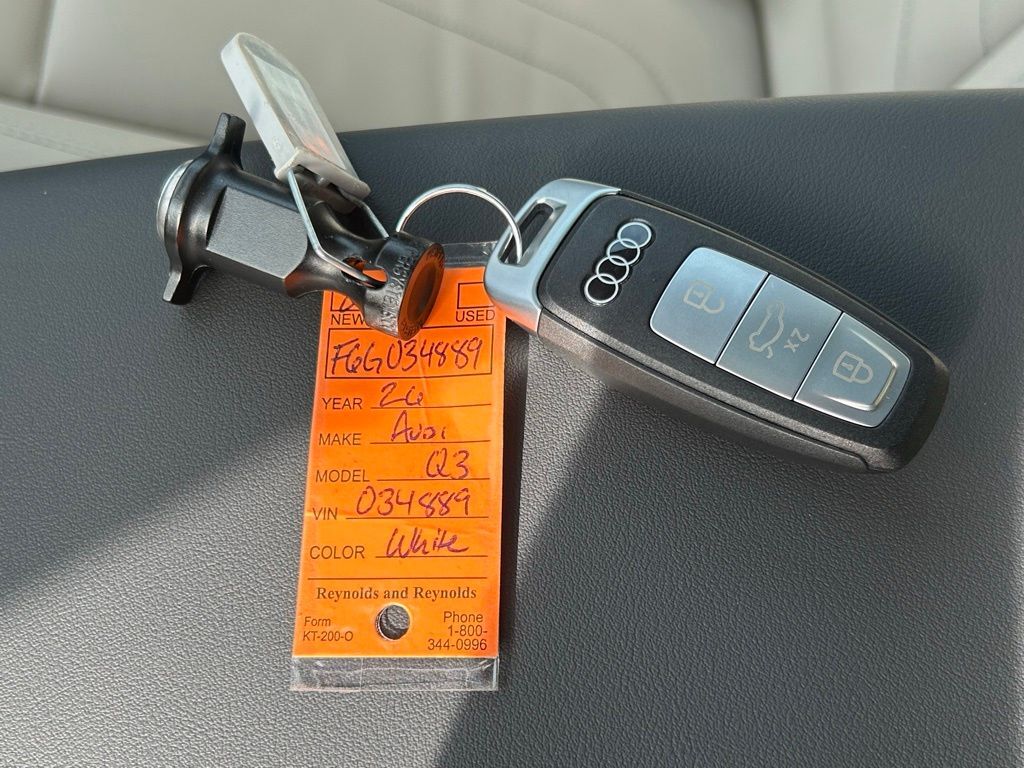 NEW USED
F6G034889
YEAR 26
MAKE Audi
MODEL Q3
VIN 034889
COLOR White
Reynolds and Reynolds
Form
KT-200-O
Phone
1-800-
344-0996
2x